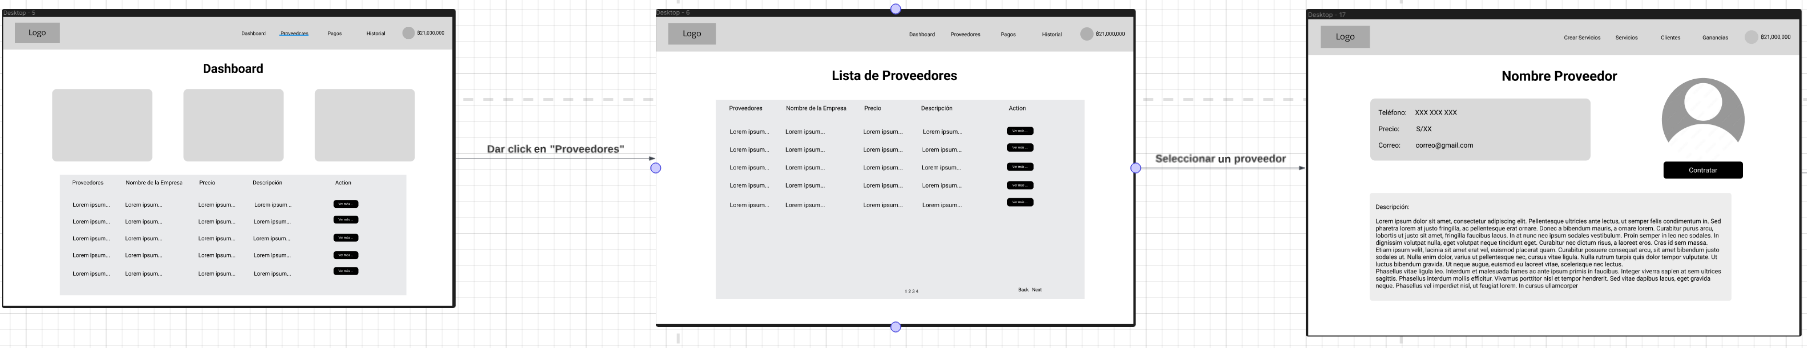 Desktop - 5
Logo
Dashboard Proveedores Pagos Historial $21,000,000
Dashboard
Proveedores Nombre de la Empresa Precio Descripción Action
Lorem ipsum... Lorem ipsum... Lorem ipsum... Lorem ipsum... Ver más ...
Lorem ipsum... Lorem ipsum... Lorem ipsum... Lorem ipsum... Ver más ...
Lorem ipsum... Lorem ipsum... Lorem ipsum... Lorem ipsum... Ver más ...
Lorem ipsum... Lorem ipsum... Lorem ipsum... Lorem ipsum... Ver más ...
Lorem ipsum... Lorem ipsum... Lorem ipsum... Lorem ipsum... Ver más ...
Dar click en "Proveedores"
Desktop - 6
Logo
Dashboard Proveedores Pagos Historial $21,000,000
Lista de Proveedores
Proveedores Nombre de la Empresa Precio Descripción Action
Lorem ipsum... Lorem ipsum... Lorem ipsum... Lorem ipsum... Ver más ...
Lorem ipsum... Lorem ipsum... Lorem ipsum... Lorem ipsum... Ver más ...
Lorem ipsum... Lorem ipsum... Lorem ipsum... Lorem ipsum... Ver más ...
Lorem ipsum... Lorem ipsum... Lorem ipsum... Lorem ipsum... Ver más ...
Lorem ipsum... Lorem ipsum... Lorem ipsum... Lorem ipsum... Ver más ...
1 2 3 4 Back Next
Seleccionar un proveedor
Desktop - 17
Logo
Crear Servicios Servicios Clientes Ganancias $21,000,000
Nombre Proveedor
Teléfono: XXX XXX XXX
Precio: S/XX
Correo: correo@gmail.com
Contratar
Descripción:
Lorem ipsum dolor sit amet, consectetur adipiscing elit. Pellentesque ultricies ante lectus, ut semper felis condimentum in. Sed
pharetra lorem at justo fringilla, ac pellentesque erat ornare. Donec a bibendum mauris, a ornare lorem. Curabitur purus arcu,
lobortis ut justo sit amet, fringilla faucibus lacus. In at nunc nec ipsum sodales vestibulum. Proin semper in leo nec sodales. In
dignissim volutpat nulla, eget volutpat neque tincidunt eget. Curabitur nec dictum risus, a laoreet eros. Cras id sem massa.
Etiam ipsum velit, lacinia sit amet erat vel, euismod placerat quam. Curabitur posuere consequat arcu, sit amet bibendum justo
sodales ut. Nulla enim dolor, varius ut pellentesque nec, cursus vitae ligula. Nulla rutrum turpis quis dolor tempor vulputate. Ut
luctus bibendum gravida. Ut neque augue, euismod eu laoreet vitae, scelerisque nec lectus.
Phasellus vitae ligula leo. Interdum et malesuada fames ac ante ipsum primis in faucibus. Integer viverra sapien at sem ultrices
sagittis. Phasellus interdum mollis efficitur. Vivamus porttitor nisl et tempor hendrerit. Sed vitae dapibus lacus, eget gravida
neque. Phasellus vel imperdiet nisl, ut feugiat lorem. In cursus ullamcorper